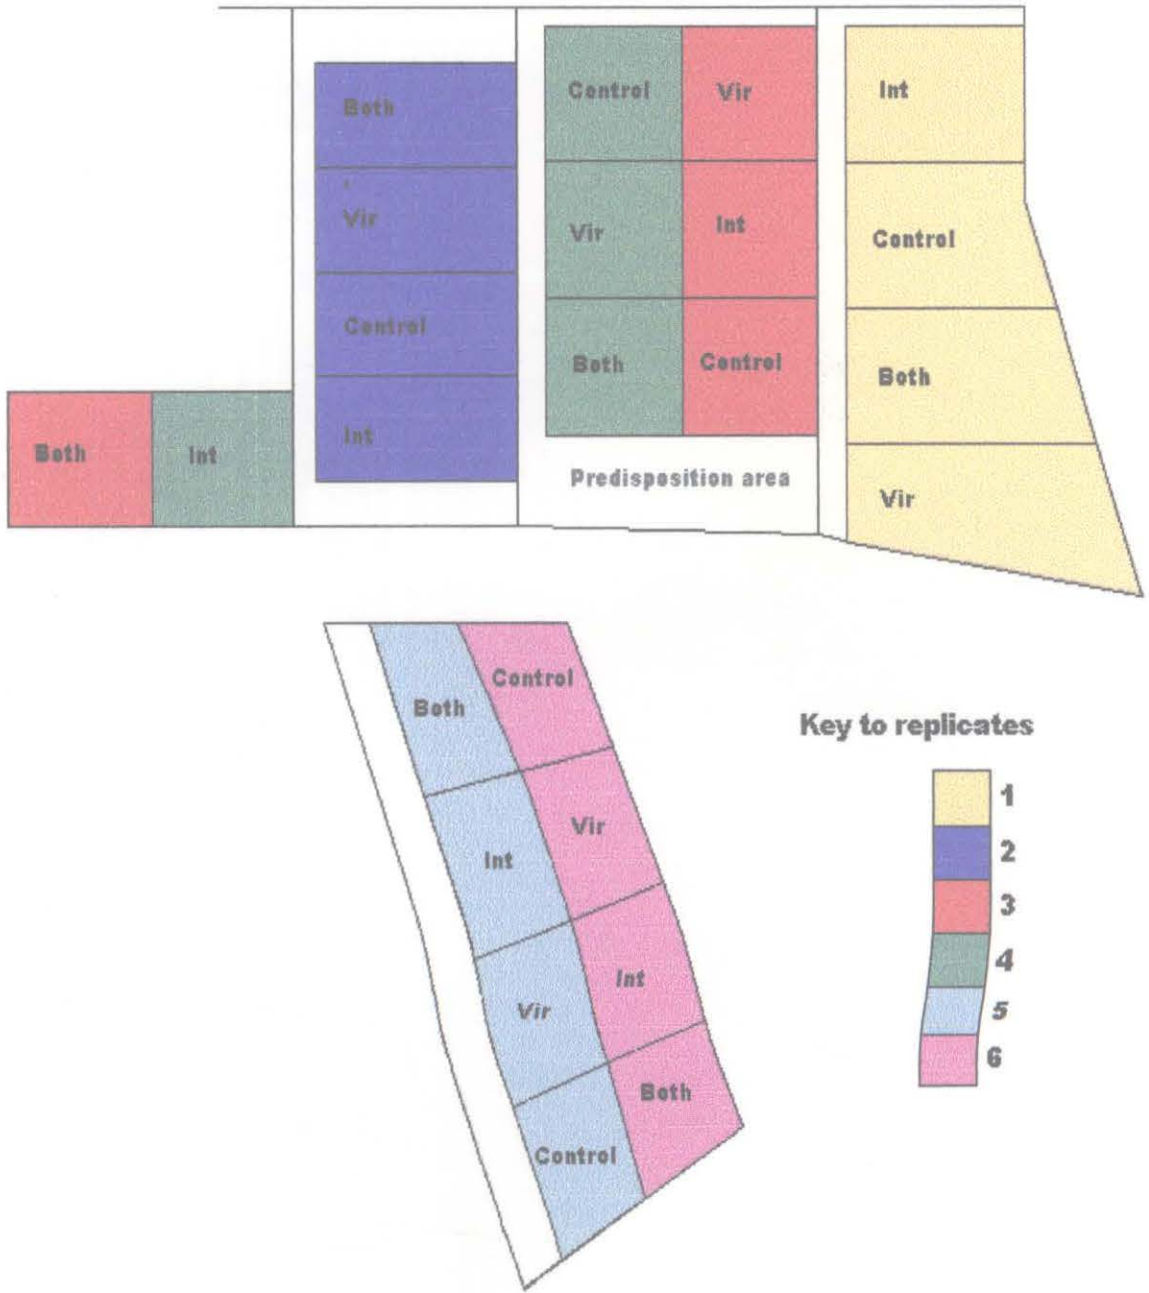 Both
Vir
Control
Int
Control
Vir
Vir
Int
Both
Control
Int
Control
Both
Vir
Both
Int
Predisposition area
Both
Control
Int
Vir
Vir
Int
Control
Both
Key to replicates
1
2
3
4
5
6